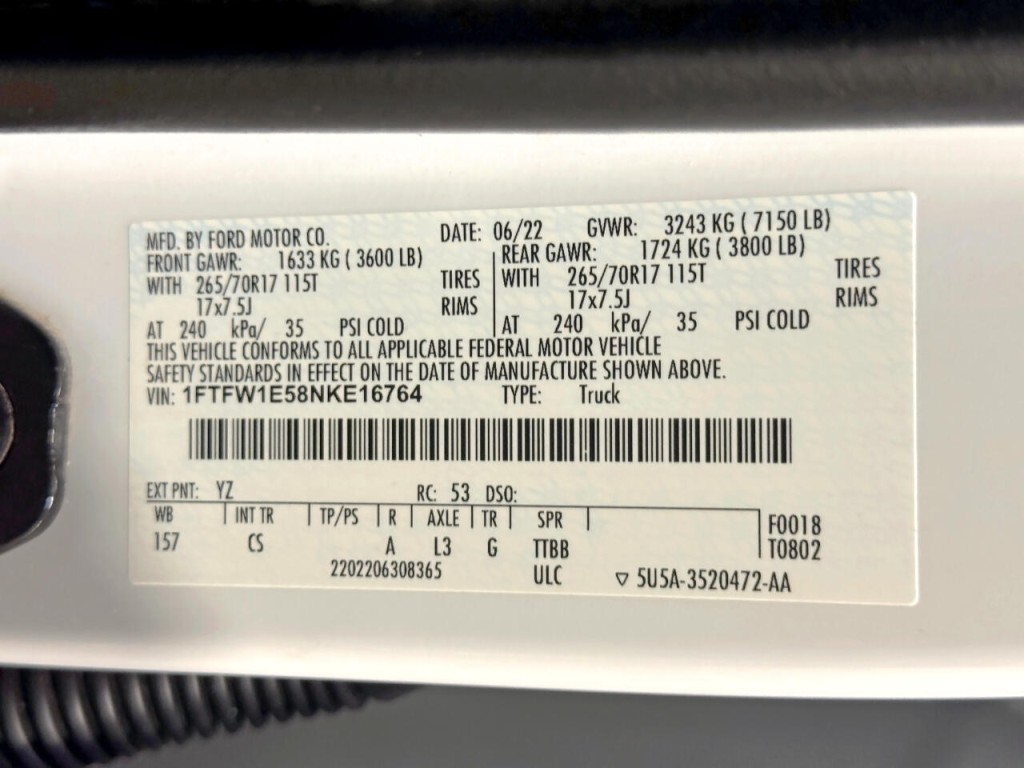 MFD. BY FORD MOTOR CO. DATE: 06/22 GVWR: 3243 KG ( 7150 LB)
FRONT GAWR: 1633 KG ( 3600 LB) REAR GAWR: 1724 KG ( 3800 LB)
WITH 265/70R17 115T TIRES WITH 265/70R17 115T TIRES
17x7.5J RIMS 17x7.5J RIMS
AT 240 kPa/ 35 PSI COLD AT 240 kPa/ 35 PSI COLD
THIS VEHICLE CONFORMS TO ALL APPLICABLE FEDERAL MOTOR VEHICLE
SAFETY STANDARDS IN EFFECT ON THE DATE OF MANUFACTURE SHOWN ABOVE.
VIN: 1FTFW1E58NKE16764 TYPE: Truck
EXT PNT: YZ RC: 53 DSO:
WB INT TR TP/PS R AXLE TR SPR F0018
157 CS A L3 G TTBB T0802
2202206308365 ULC ▽ 5U5A-3520472-AA